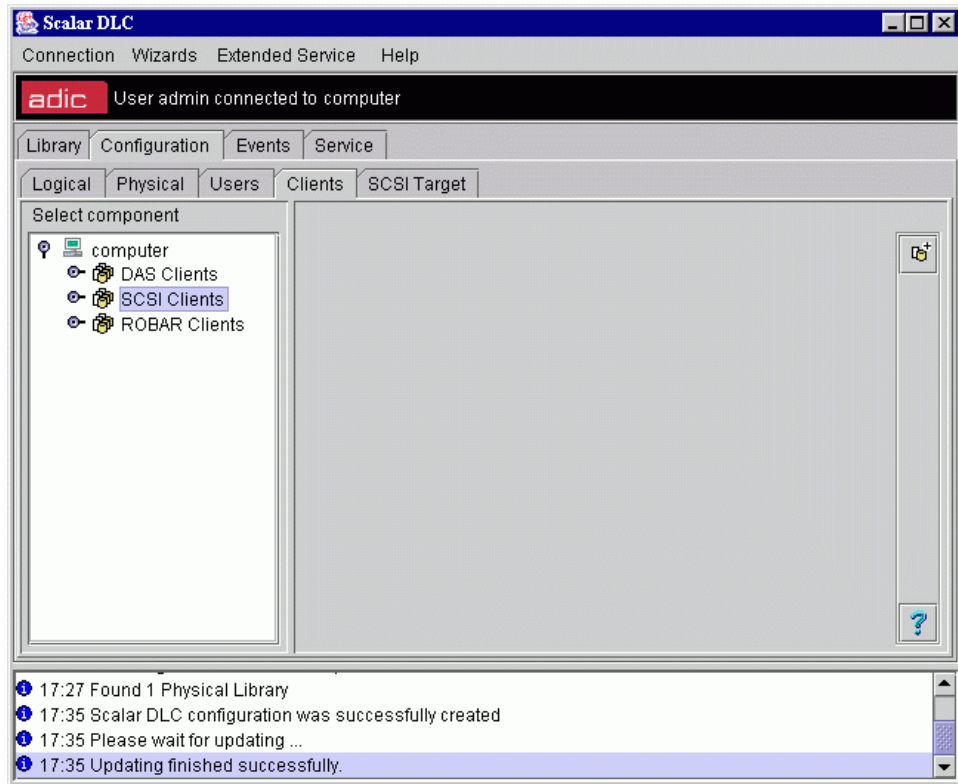 Scalar DLC
Connection Wizards Extended Service Help
adic User admin connected to computer
Library Configuration Events Service
Logical Physical Users Clients SCSI Target
Select component
computer
DAS Clients
SCSI Clients
ROBAR Clients
17:27 Found 1 Physical Library
17:35 Scalar DLC configuration was successfully created
17:35 Please wait for updating ...
17:35 Updating finished successfully.